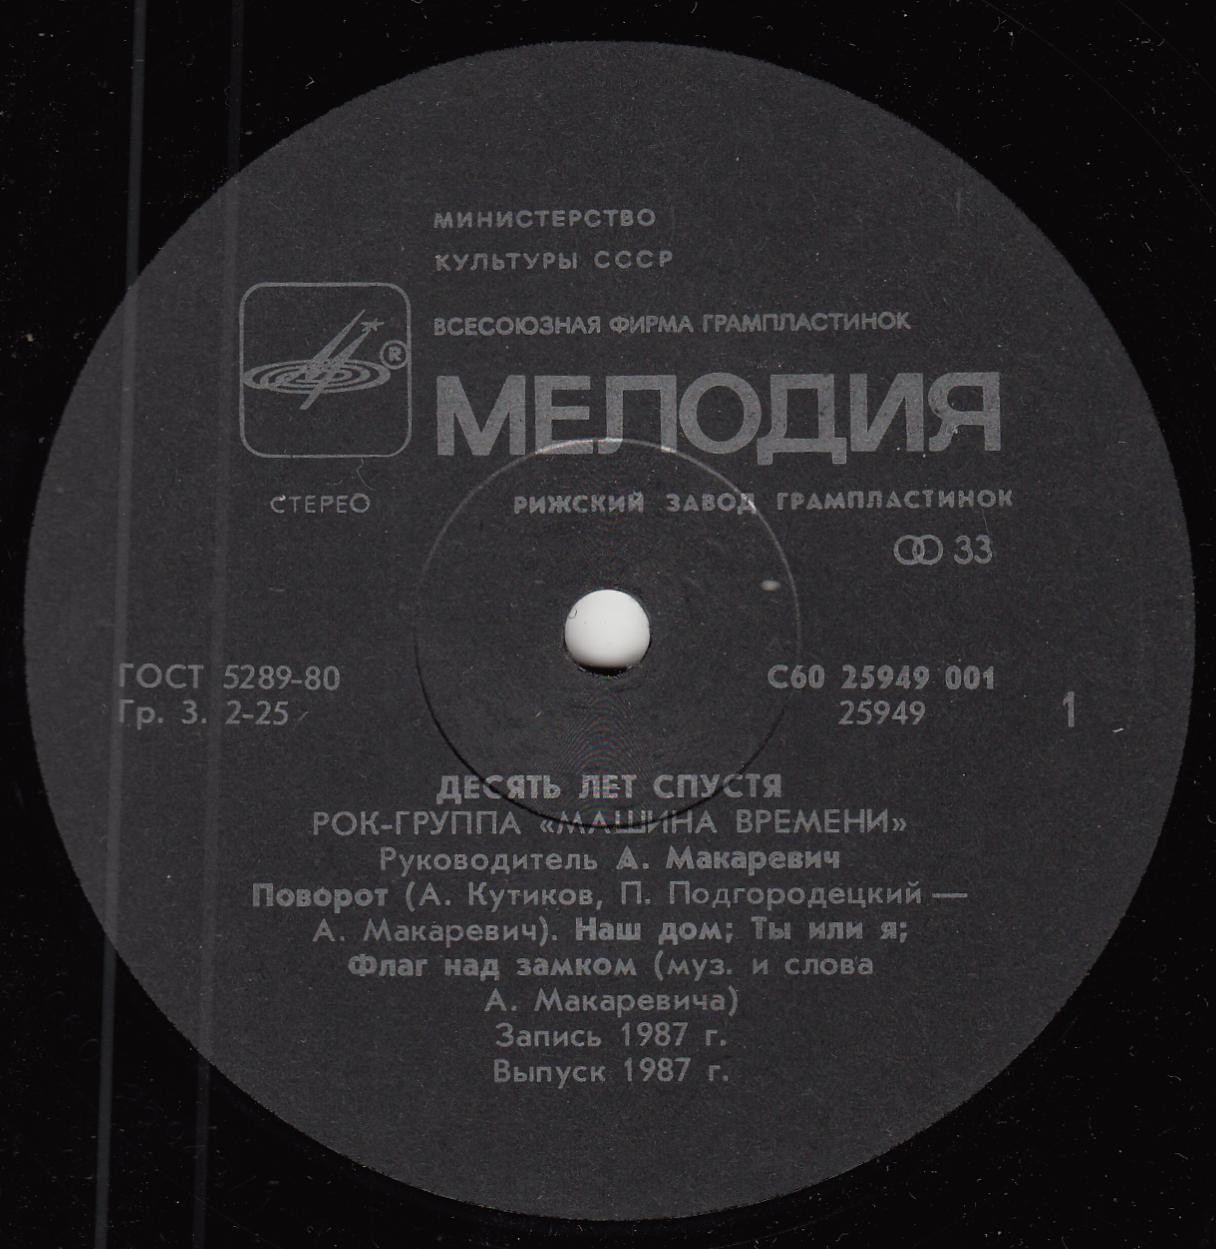 МИНИСТЕРСТВО
КУЛЬТУРЫ СССР
ВСЕСОЮЗНАЯ ФИРМА ГРАМПЛАСТИНОК
®
МЕЛОДИЯ
СТЕРЕО
РИЖСКИЙ ЗАВОД ГРАМПЛАСТИНОК
33
ГОСТ 5289-80
Гр. 3. 2-25
С60 25949 001
25949
1
ДЕСЯТЬ ЛЕТ СПУСТЯ
РОК-ГРУППА «МАШИНА ВРЕМЕНИ»
Руководитель А. Макаревич
Поворот (А. Кутиков, П. Подгородецкий —
А. Макаревич). Наш дом; Ты или я;
Флаг над замком (муз. и слова
А. Макаревича)
Запись 1987 г.
Выпуск 1987 г.